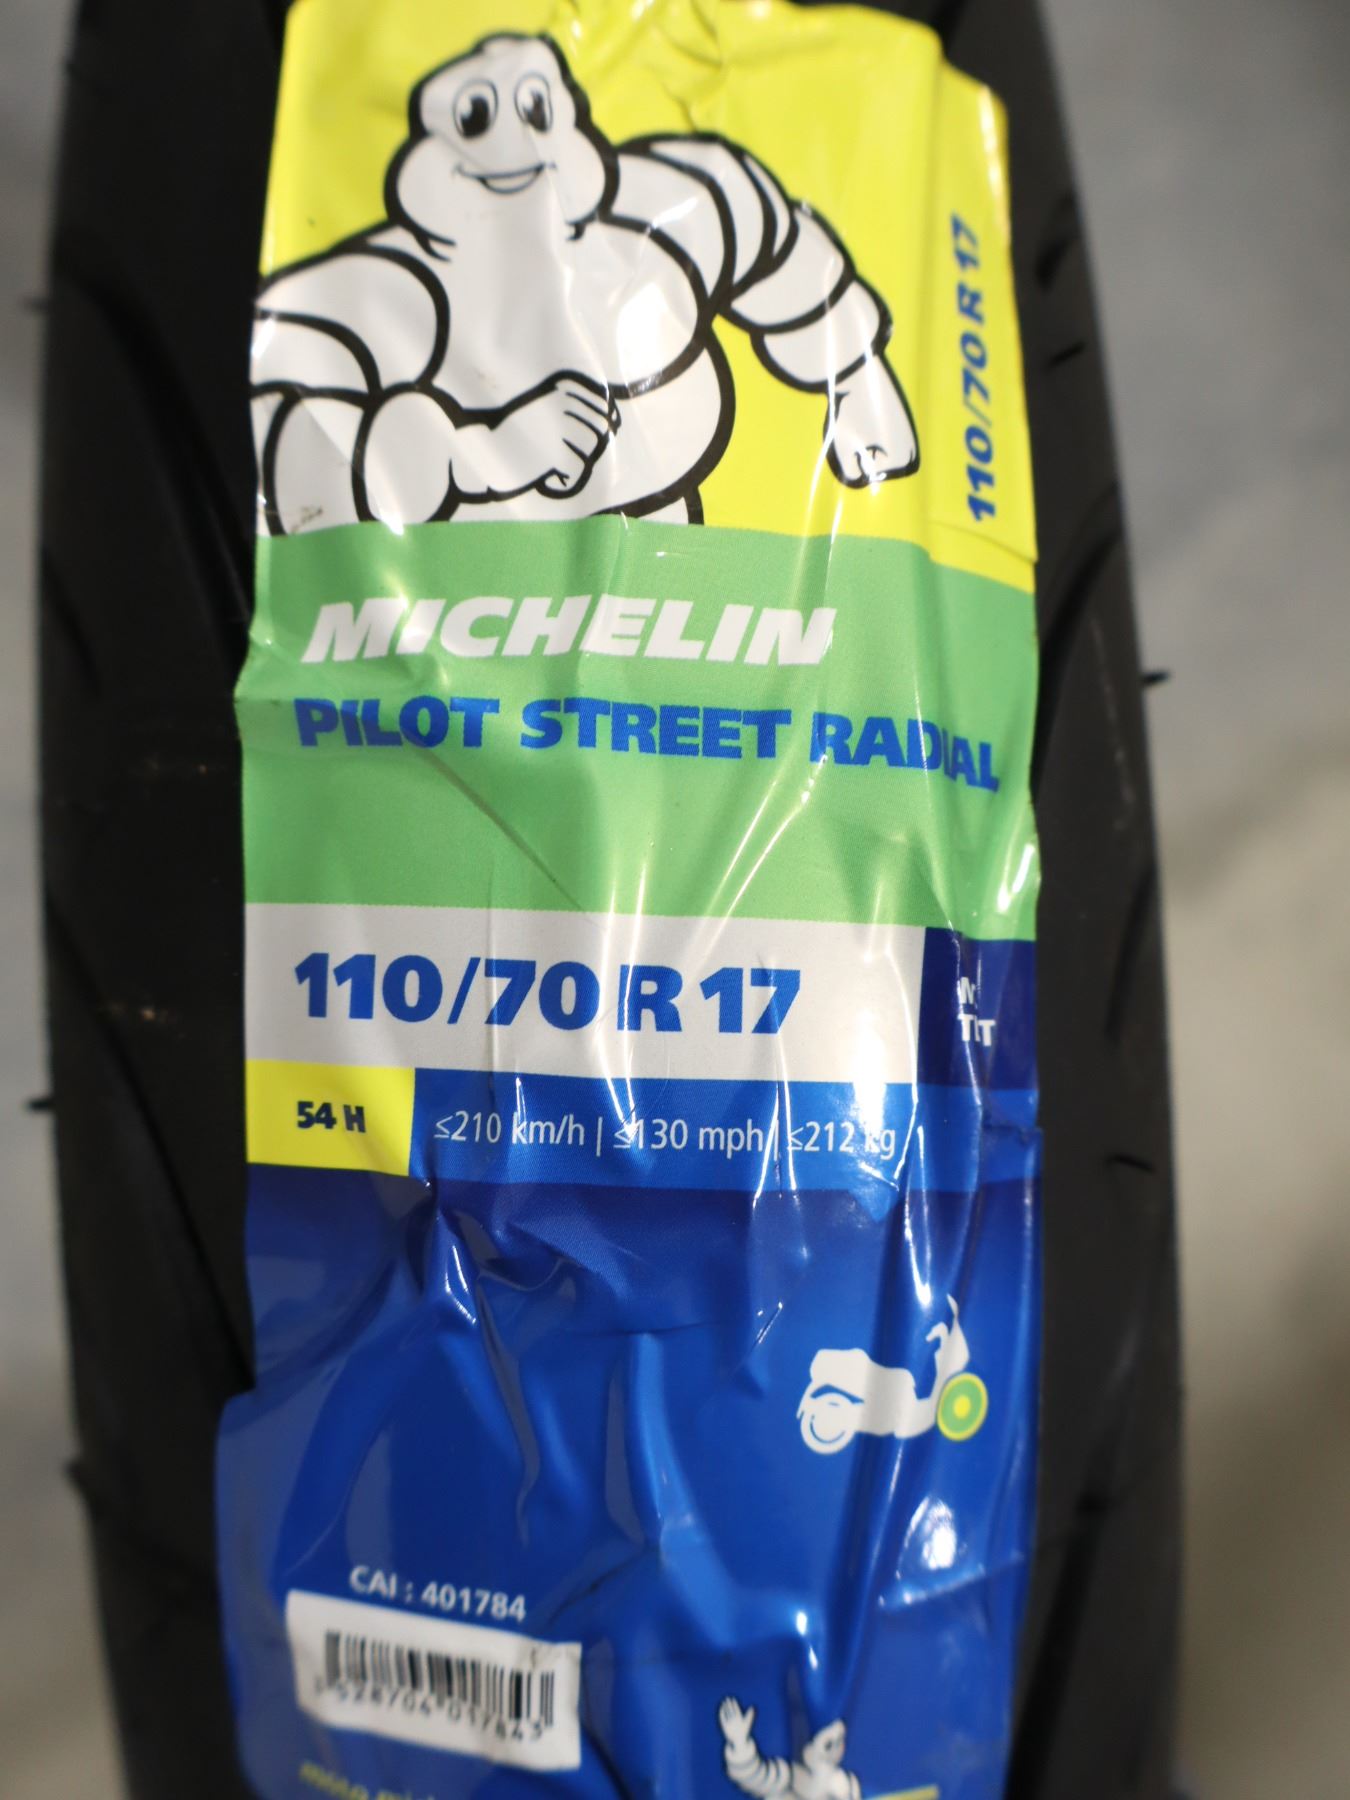 110/70 R 17
MICHELIN
PILOT STREET RADIAL
110/70 R 17
54 H
≤210 km/h | ≤130 mph | ≤212 kg
CAI : 401784